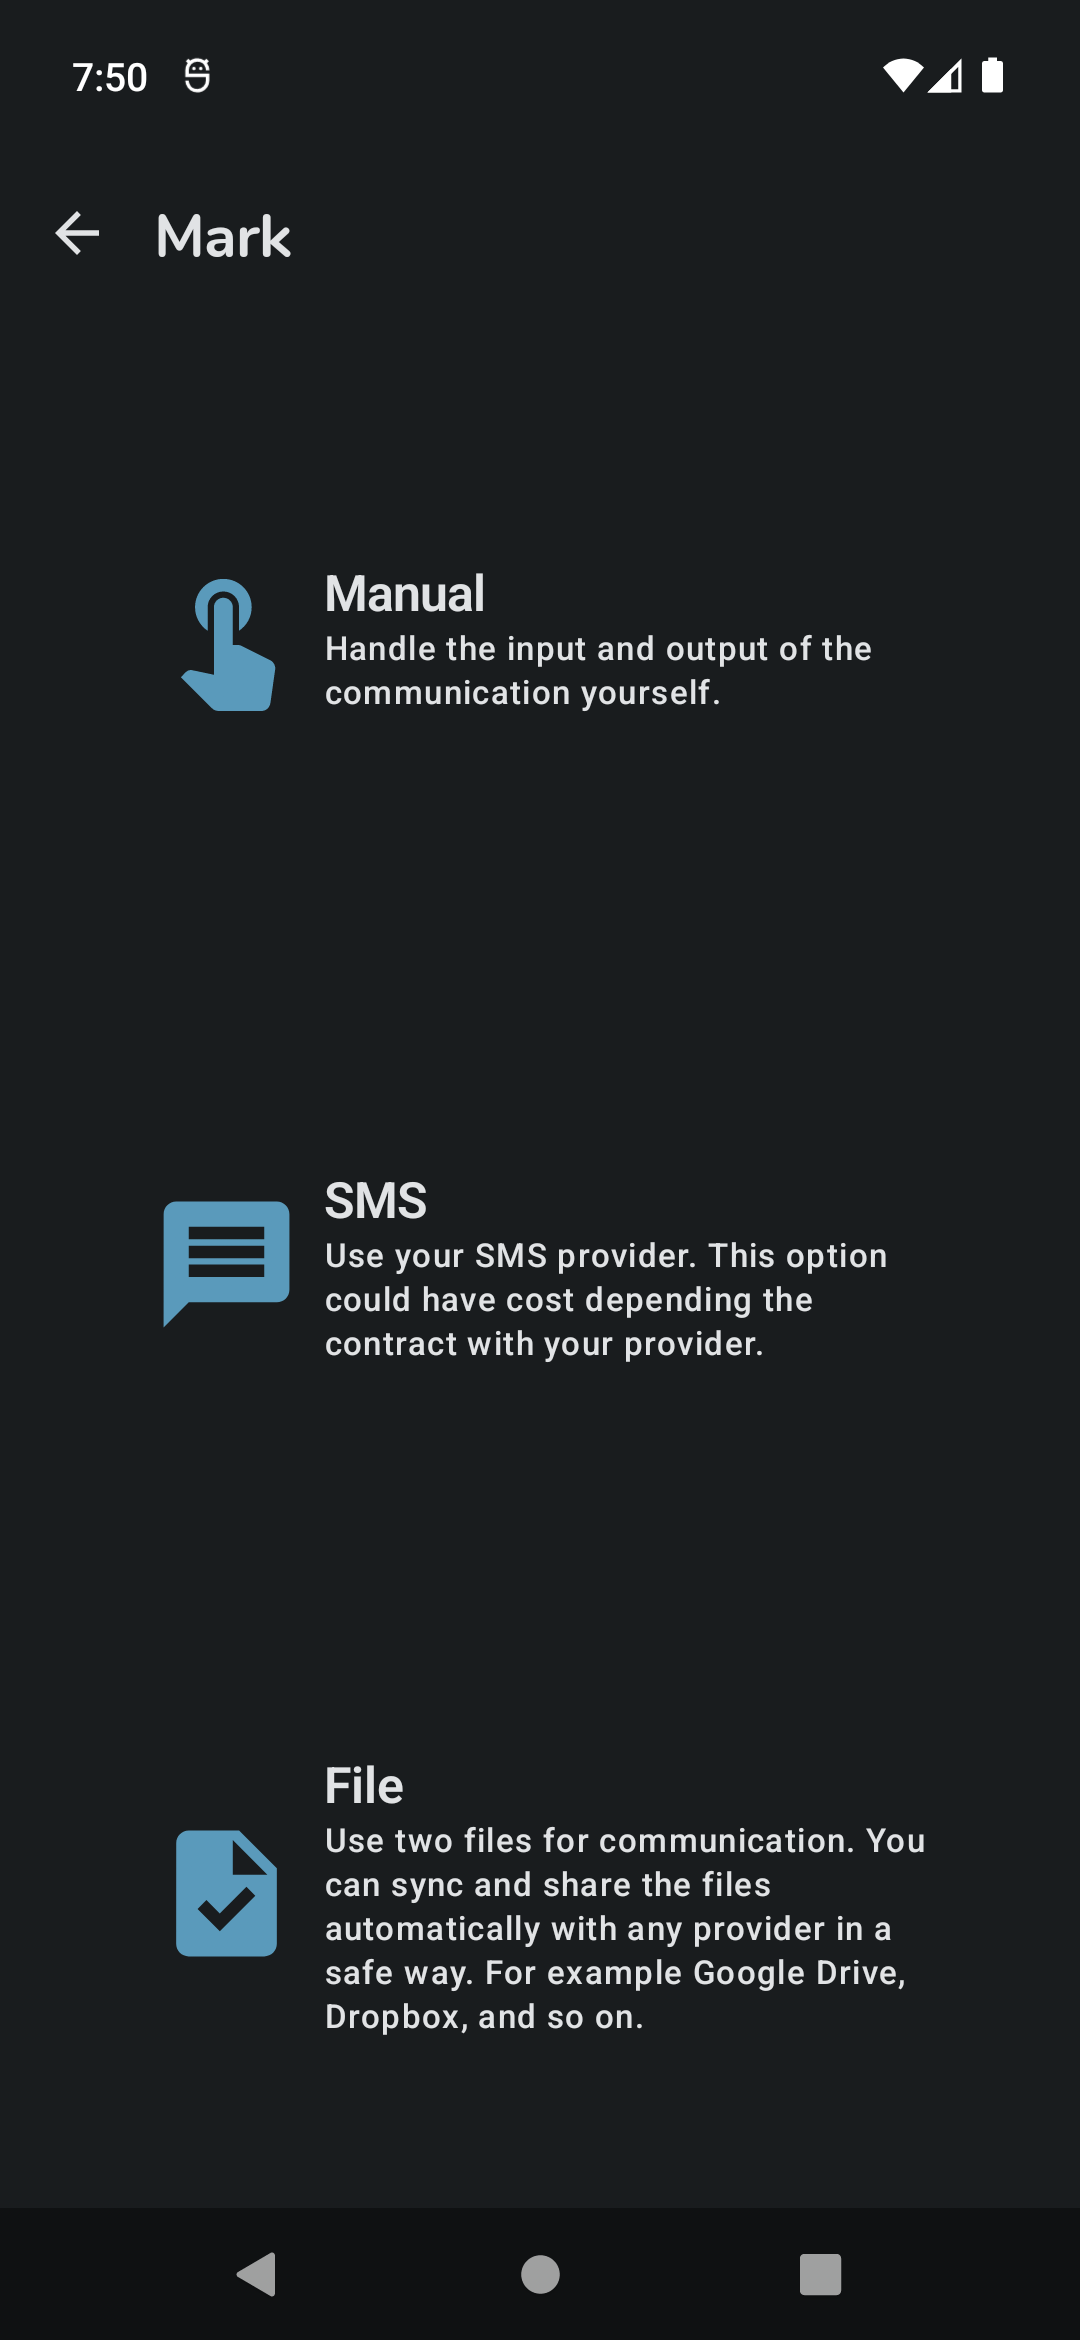 7:50
Mark
Manual
Handle the input and output of the
communication yourself.
SMS
Use your SMS provider. This option
could have cost depending the
contract with your provider.
File
Use two files for communication. You
can sync and share the files
automatically with any provider in a
safe way. For example Google Drive,
Dropbox, and so on.